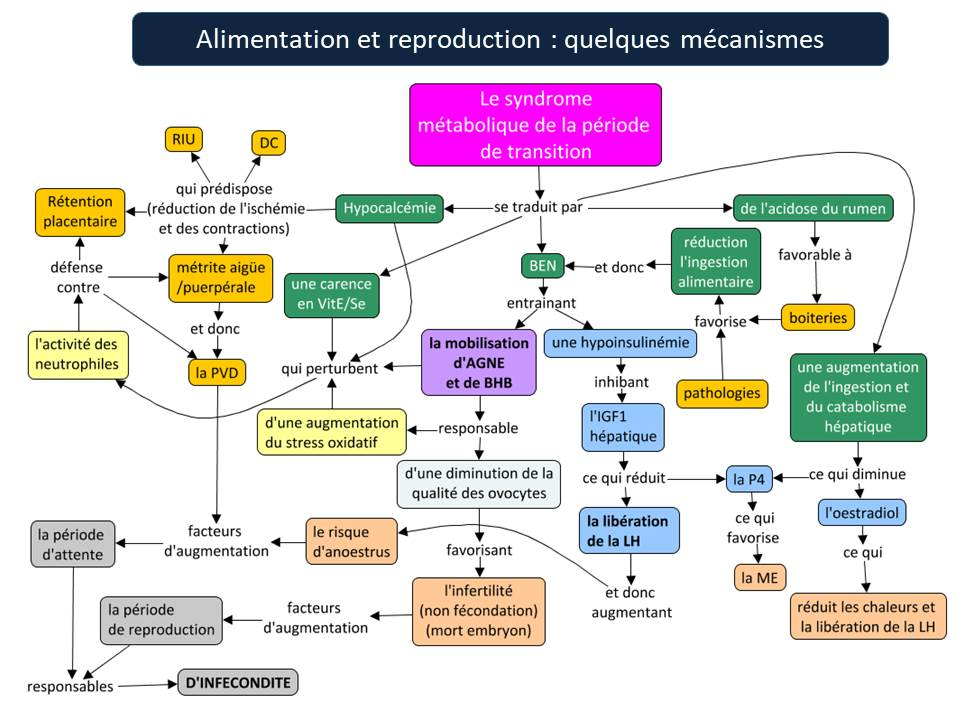 Alimentation et reproduction : quelques mécanismes
Le syndrome
métabolique de la période
de transition
RIU
DC
qui prédispose
(réduction de l'ischémie
et des contractions)
Rétention
placentaire
Hypocalcémie
se traduit par
de l'acidose du rumen
défense
contre
métrite aigüe
/puerpérale
une carence
en VitE/Se
BEN
et donc
réduction
l'ingestion
alimentaire
favorable à
entrainant
boiteries
favorise
et donc
l'activité des
neutrophiles
la PVD
qui perturbent
la mobilisation
d'AGNE
et de BHB
une hypoinsulinémie
inhibant
pathologies
une augmentation
de l'ingestion et
du catabolisme
hépatique
d'une augmentation
du stress oxidatif
responsable
l'IGF1
hépatique
d'une diminution de la
qualité des ovocytes
ce qui réduit
la P4
ce qui diminue
la période
d'attente
facteurs
d'augmentation
le risque
d'anoestrus
favorisant
la libération
de la LH
ce qui
favorise
l'oestradiol
ce qui
la ME
la période
de reproduction
facteurs
d'augmentation
l'infertilité
(non fécondation)
(mort embryon)
et donc
augmentant
réduit les chaleurs et
la libération de la LH
responsables
D'INFECONDITE